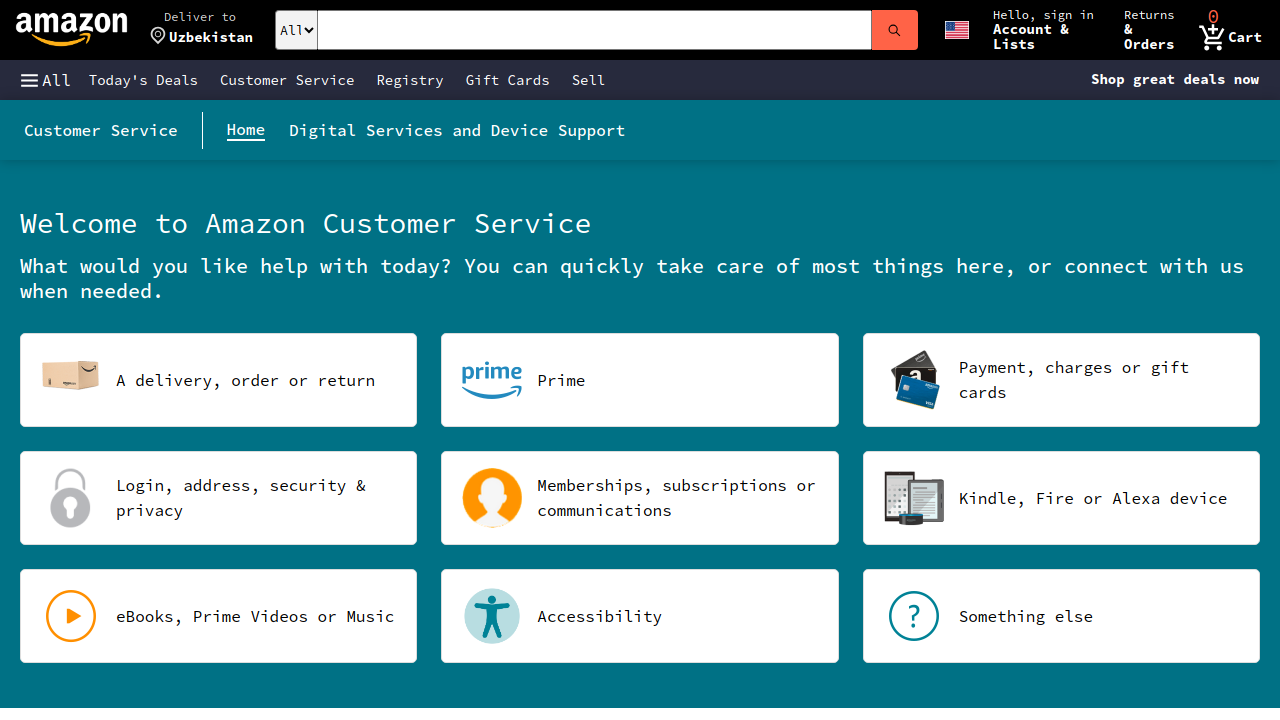 amazon
Deliver to
Uzbekistan
All
Hello, sign in
Account &
Lists
Returns
&
Orders
0
Cart
All
Today's Deals
Customer Service
Registry
Gift Cards
Sell
Shop great deals now
Customer Service
Home
Digital Services and Device Support
Welcome to Amazon Customer Service
What would you like help with today? You can quickly take care of most things here, or connect with us
when needed.
A delivery, order or return
prime
Prime
a
VISA
Payment, charges or gift
cards
Login, address, security &
privacy
Memberships, subscriptions or
communications
Kindle, Fire or Alexa device
eBooks, Prime Videos or Music
Accessibility
?
Something else